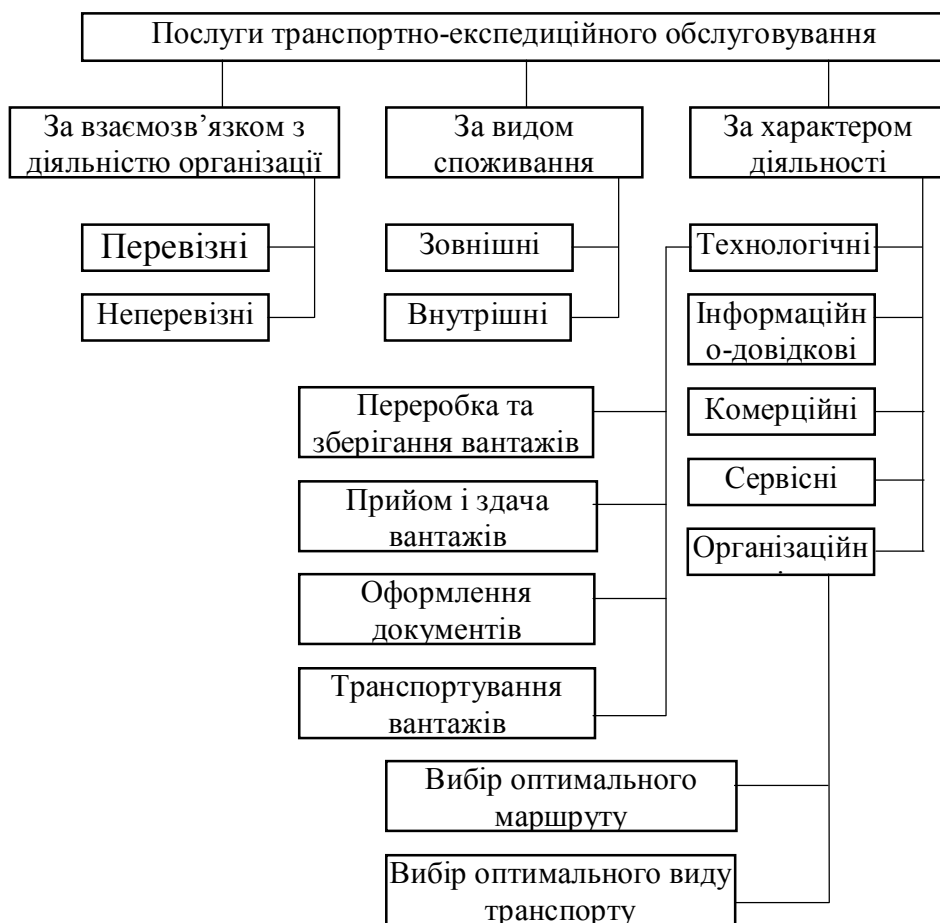 Послуги транспортно-експедиційного обслуговування
За взаємозв’язком з
діяльністю організації
За видом
споживання
За характером
діяльності
Перевізні
Неперевізні
Зовнішні
Внутрішні
Технологічні
Інформаційн
о-довідкові
Комерційні
Сервісні
Організаційн
Переробка та
зберігання вантажів
Прийом і здача
вантажів
Оформлення
документів
Транспортування
вантажів
Вибір оптимального
маршруту
Вибір оптимального виду
транспорту